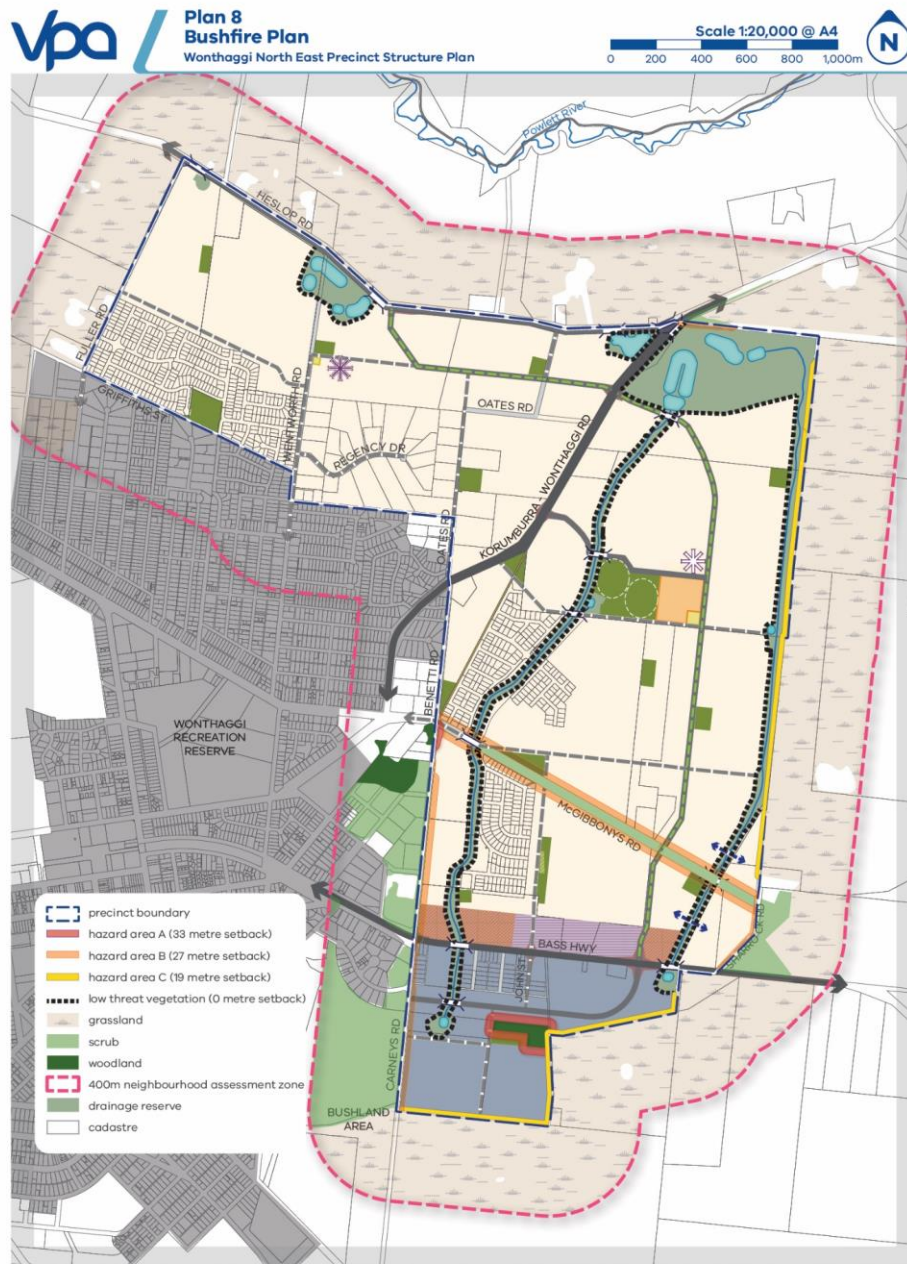 vpa
Plan 8
Bushfire Plan
Wonthaggi North East Precinct Structure Plan
Scale 1:20,000 @ A4
0 200 400 600 800 1,000m
N
Powlett River
HESLOP RD
FULLER RD
GRIFFITHS ST
WENTWORTH RD
OATES RD
REGENCY DR
KORUMBURRA - WONTHAGGI RD
OATES RD
BENETTI RD
WONTHAGGI
RECREATION
RESERVE
McGIBBONYS RD
BASS HWY
JOHN ST
CARNEYS RD
BUSHLAND
AREA
precinct boundary
hazard area A (33 metre setback)
hazard area B (27 metre setback)
hazard area C (19 metre setback)
low threat vegetation (0 metre setback)
grassland
scrub
woodland
400m neighbourhood assessment zone
drainage reserve
cadastre